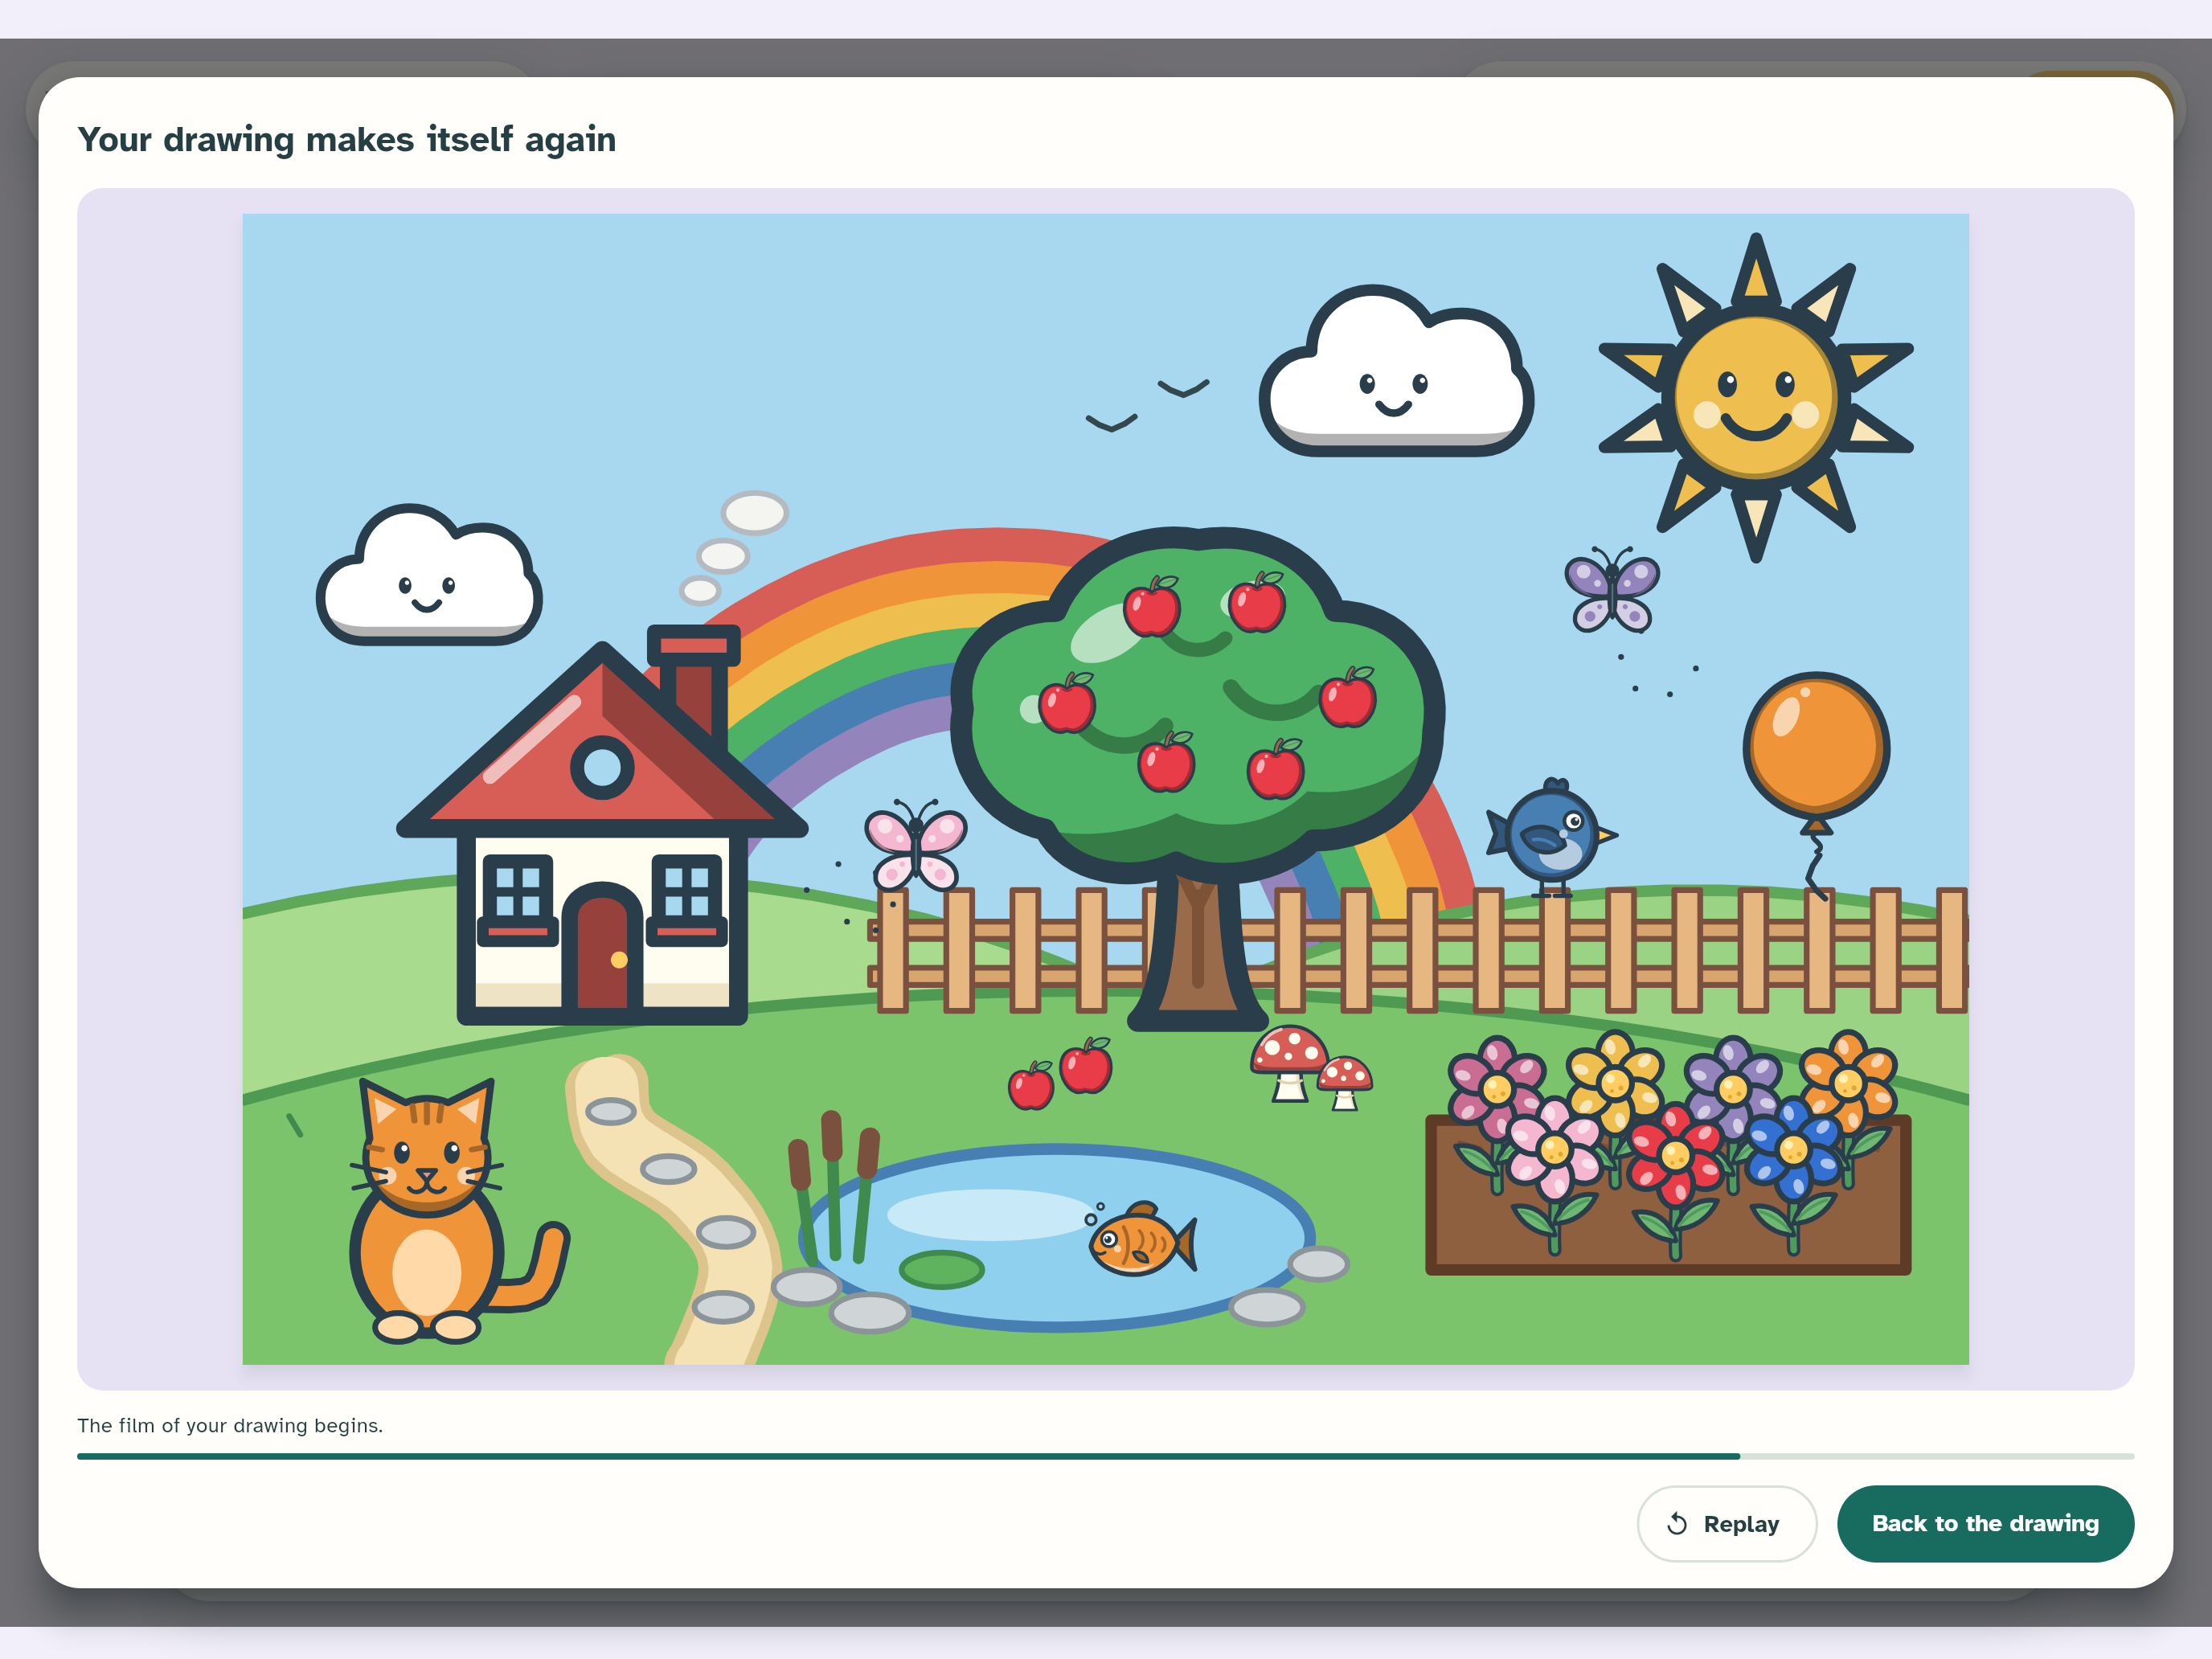 Your drawing makes itself again
The film of your drawing begins.
Replay
Back to the drawing